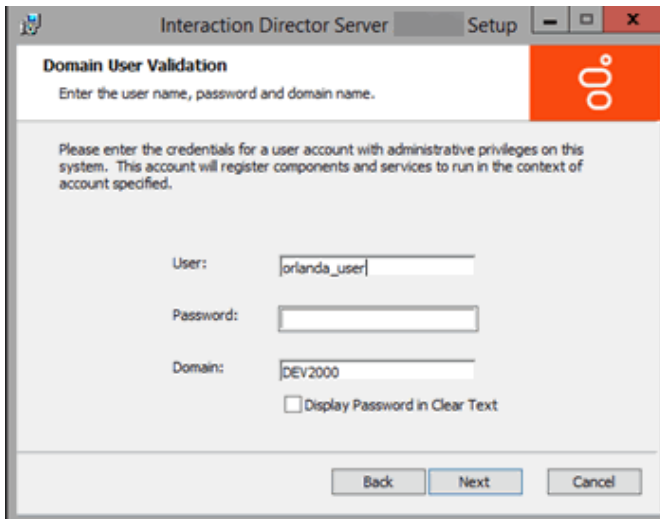 Interaction Director Server Setup
Domain User Validation
Enter the user name, password and domain name.
Please enter the credentials for a user account with administrative privileges on this
system. This account will register components and services to run in the context of
account specified.
User:
orlanda_user
Password:
Domain:
DEV2000
Display Password in Clear Text
Back
Next
Cancel